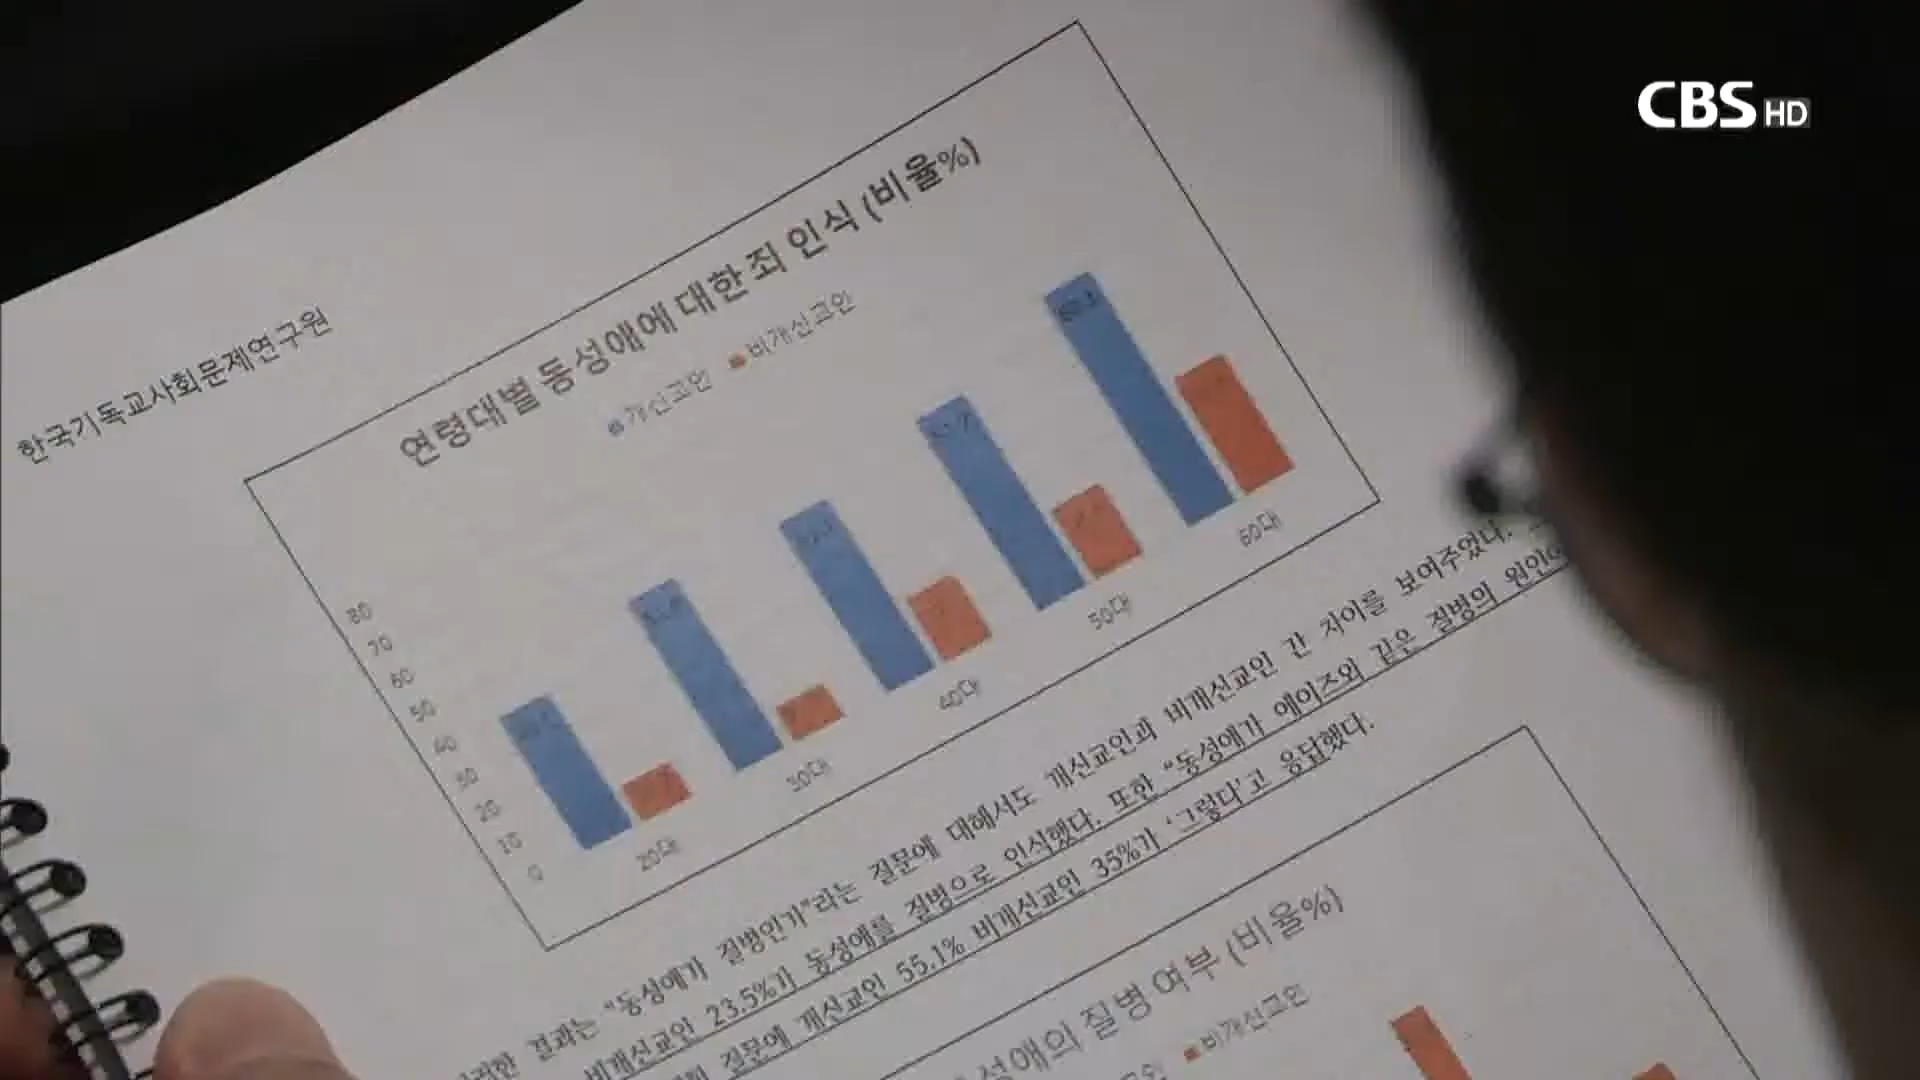 CBS HD
한국기독교사회문제연구원
연령대별 동성애에 대한 죄 인식 (비율%)
개신교인 비개신교인
80
70
60
50
40
30
20
10
0
20대 30대 40대 50대 60대
결과는 "동성애가 질병인가"라는 질문에 대해서도 개신교인과 비개신교인 간 차이를 보여주었다.
비개신교인 23.5%가 동성애를 질병으로 인식했다. 또한 "동성애가 에이즈와 같은 질병의 원인이
질문에 개신교인 55.1% 비개신교인 35%가 '그렇다'고 응답했다.
성애의 질병 여부 (비율%)
교인 비개신교인